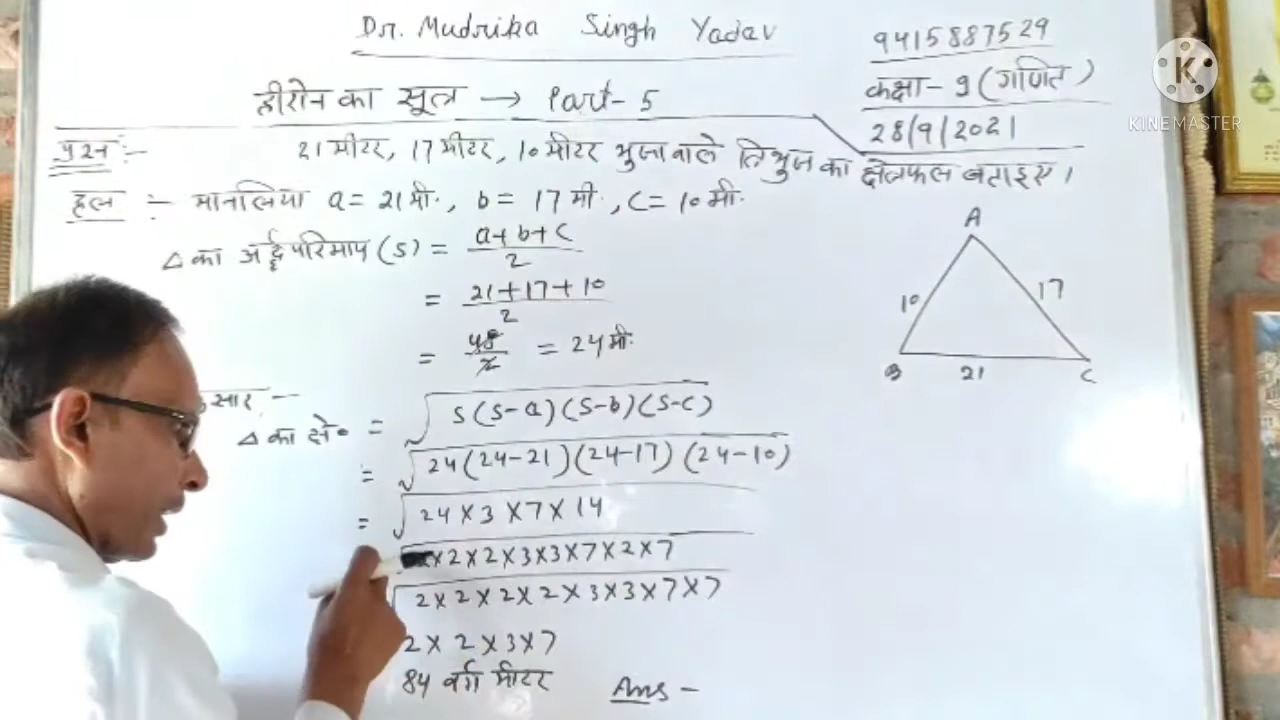 Dr. Mudrika Singh Yadav
9415887529
कक्षा - 9 (गणित)
28/9/2021
KINEMASTER
हीरोन का सूत्र → Part - 5
प्रश्न :- 21 मीटर, 17 मीटर, 10 मीटर भुजा वाले त्रिभुज का क्षेत्रफल बताइए।
हल :- मानलिया a = 21 मी., b = 17 मी., c = 10 मी.
△ का अर्द्ध परिमाप (s) = a + b + c / 2
= 21 + 17 + 10 / 2
= 48 / 2 = 24 मी.
सार :-
△ का क्षे० = √s(s-a)(s-b)(s-c)
= √24(24-21)(24-17)(24-10)
= √24 × 3 × 7 × 14
× 2 × 2 × 3 × 3 × 7 × 2 × 7
√2 × 2 × 2 × 2 × 3 × 3 × 7 × 7
2 × 2 × 3 × 7
84 वर्ग मीटर Ans -
A
10
17
B
21
C
K